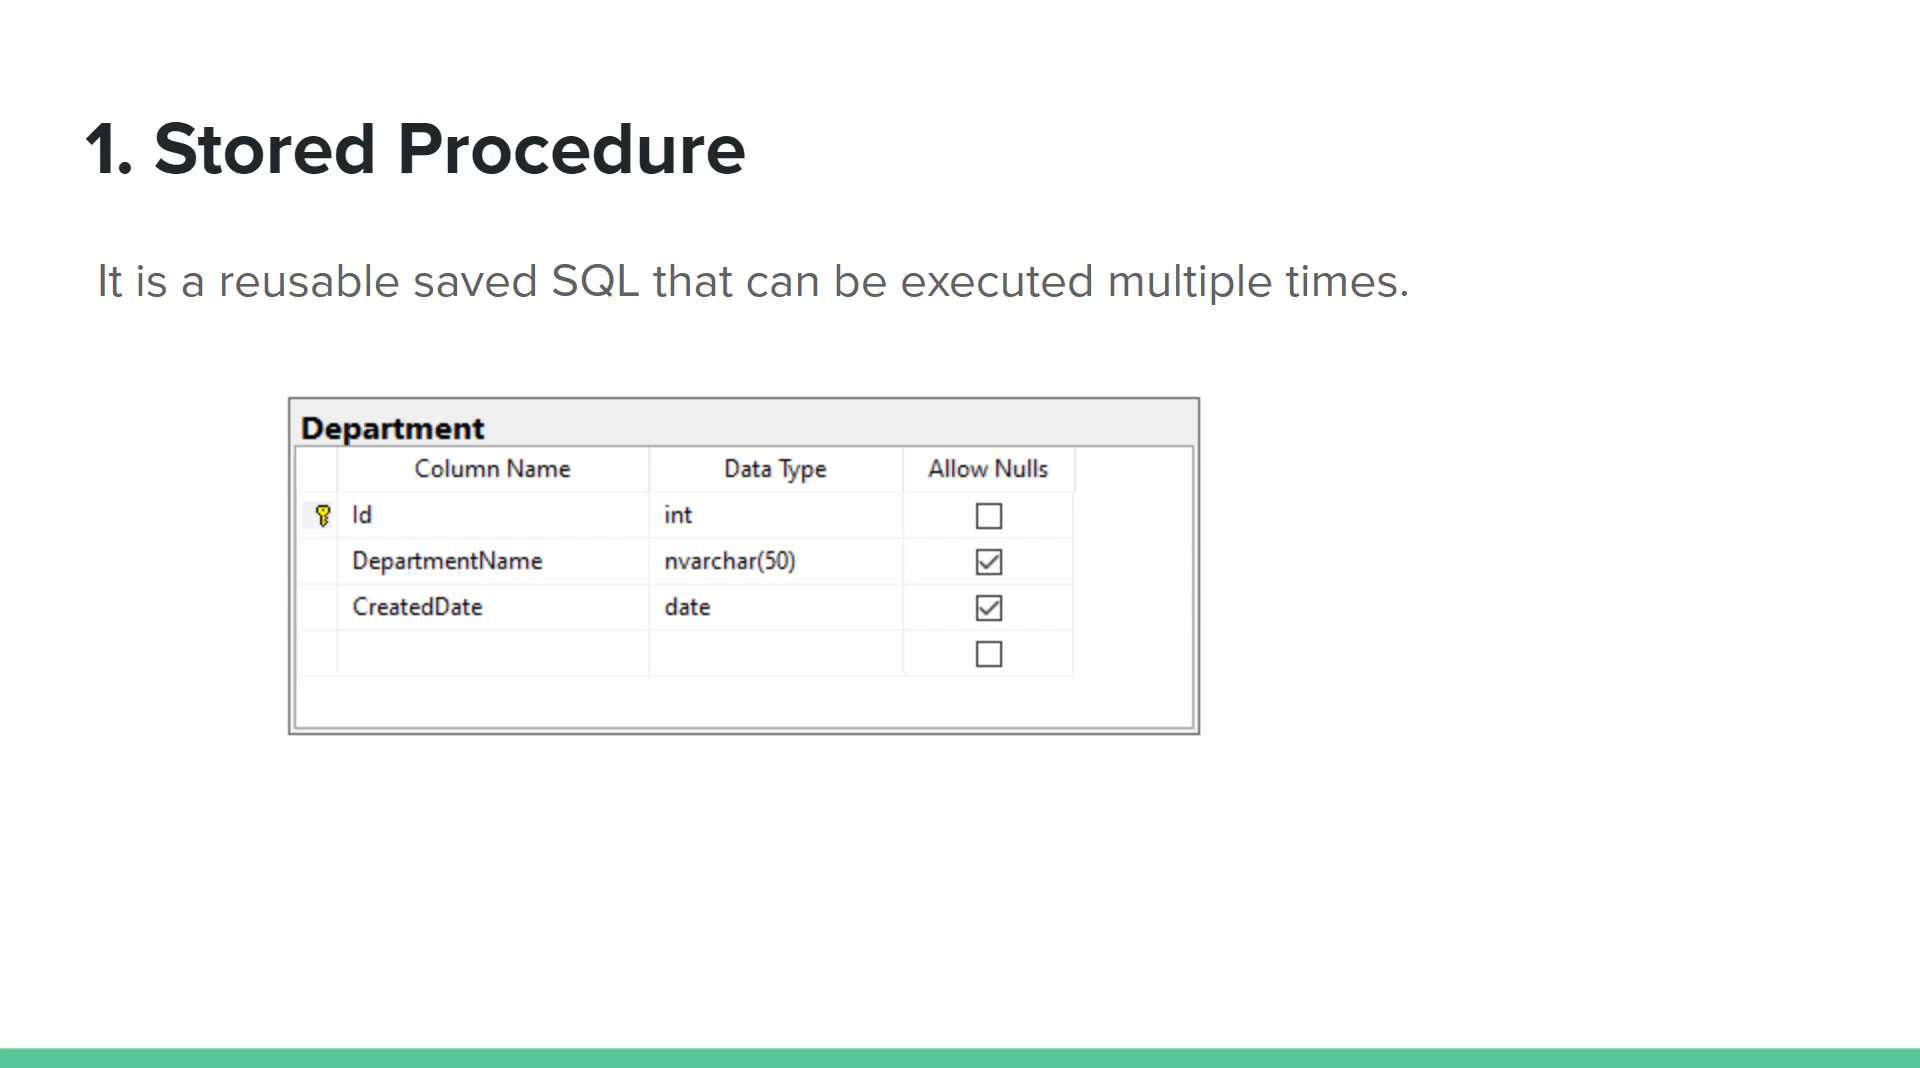 1. Stored Procedure
It is a reusable saved SQL that can be executed multiple times.
Department
Column Name Data Type Allow Nulls
Id int
DepartmentName nvarchar(50)
CreatedDate date